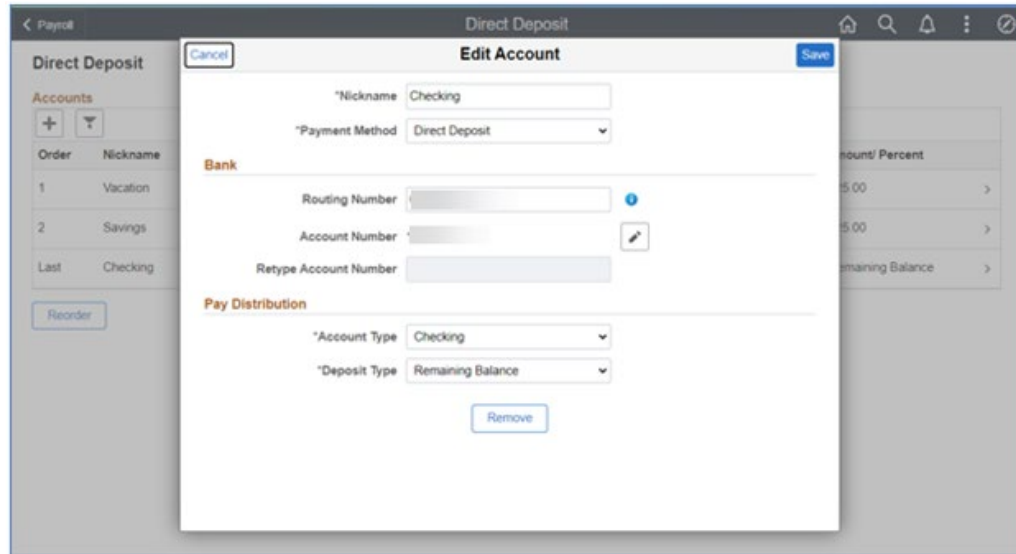 Payroll
Direct Deposit
Direct Deposit
Cancel
Edit Account
Save
Accounts
*Nickname
Checking
*Payment Method
Direct Deposit
Order
Nickname
mount/ Percent
Bank
1
Vacation
5.00
Routing Number
2
Savings
5.00
Account Number
Last
Checking
emaining Balance
Retype Account Number
Reorder
Pay Distribution
*Account Type
Checking
*Deposit Type
Remaining Balance
Remove